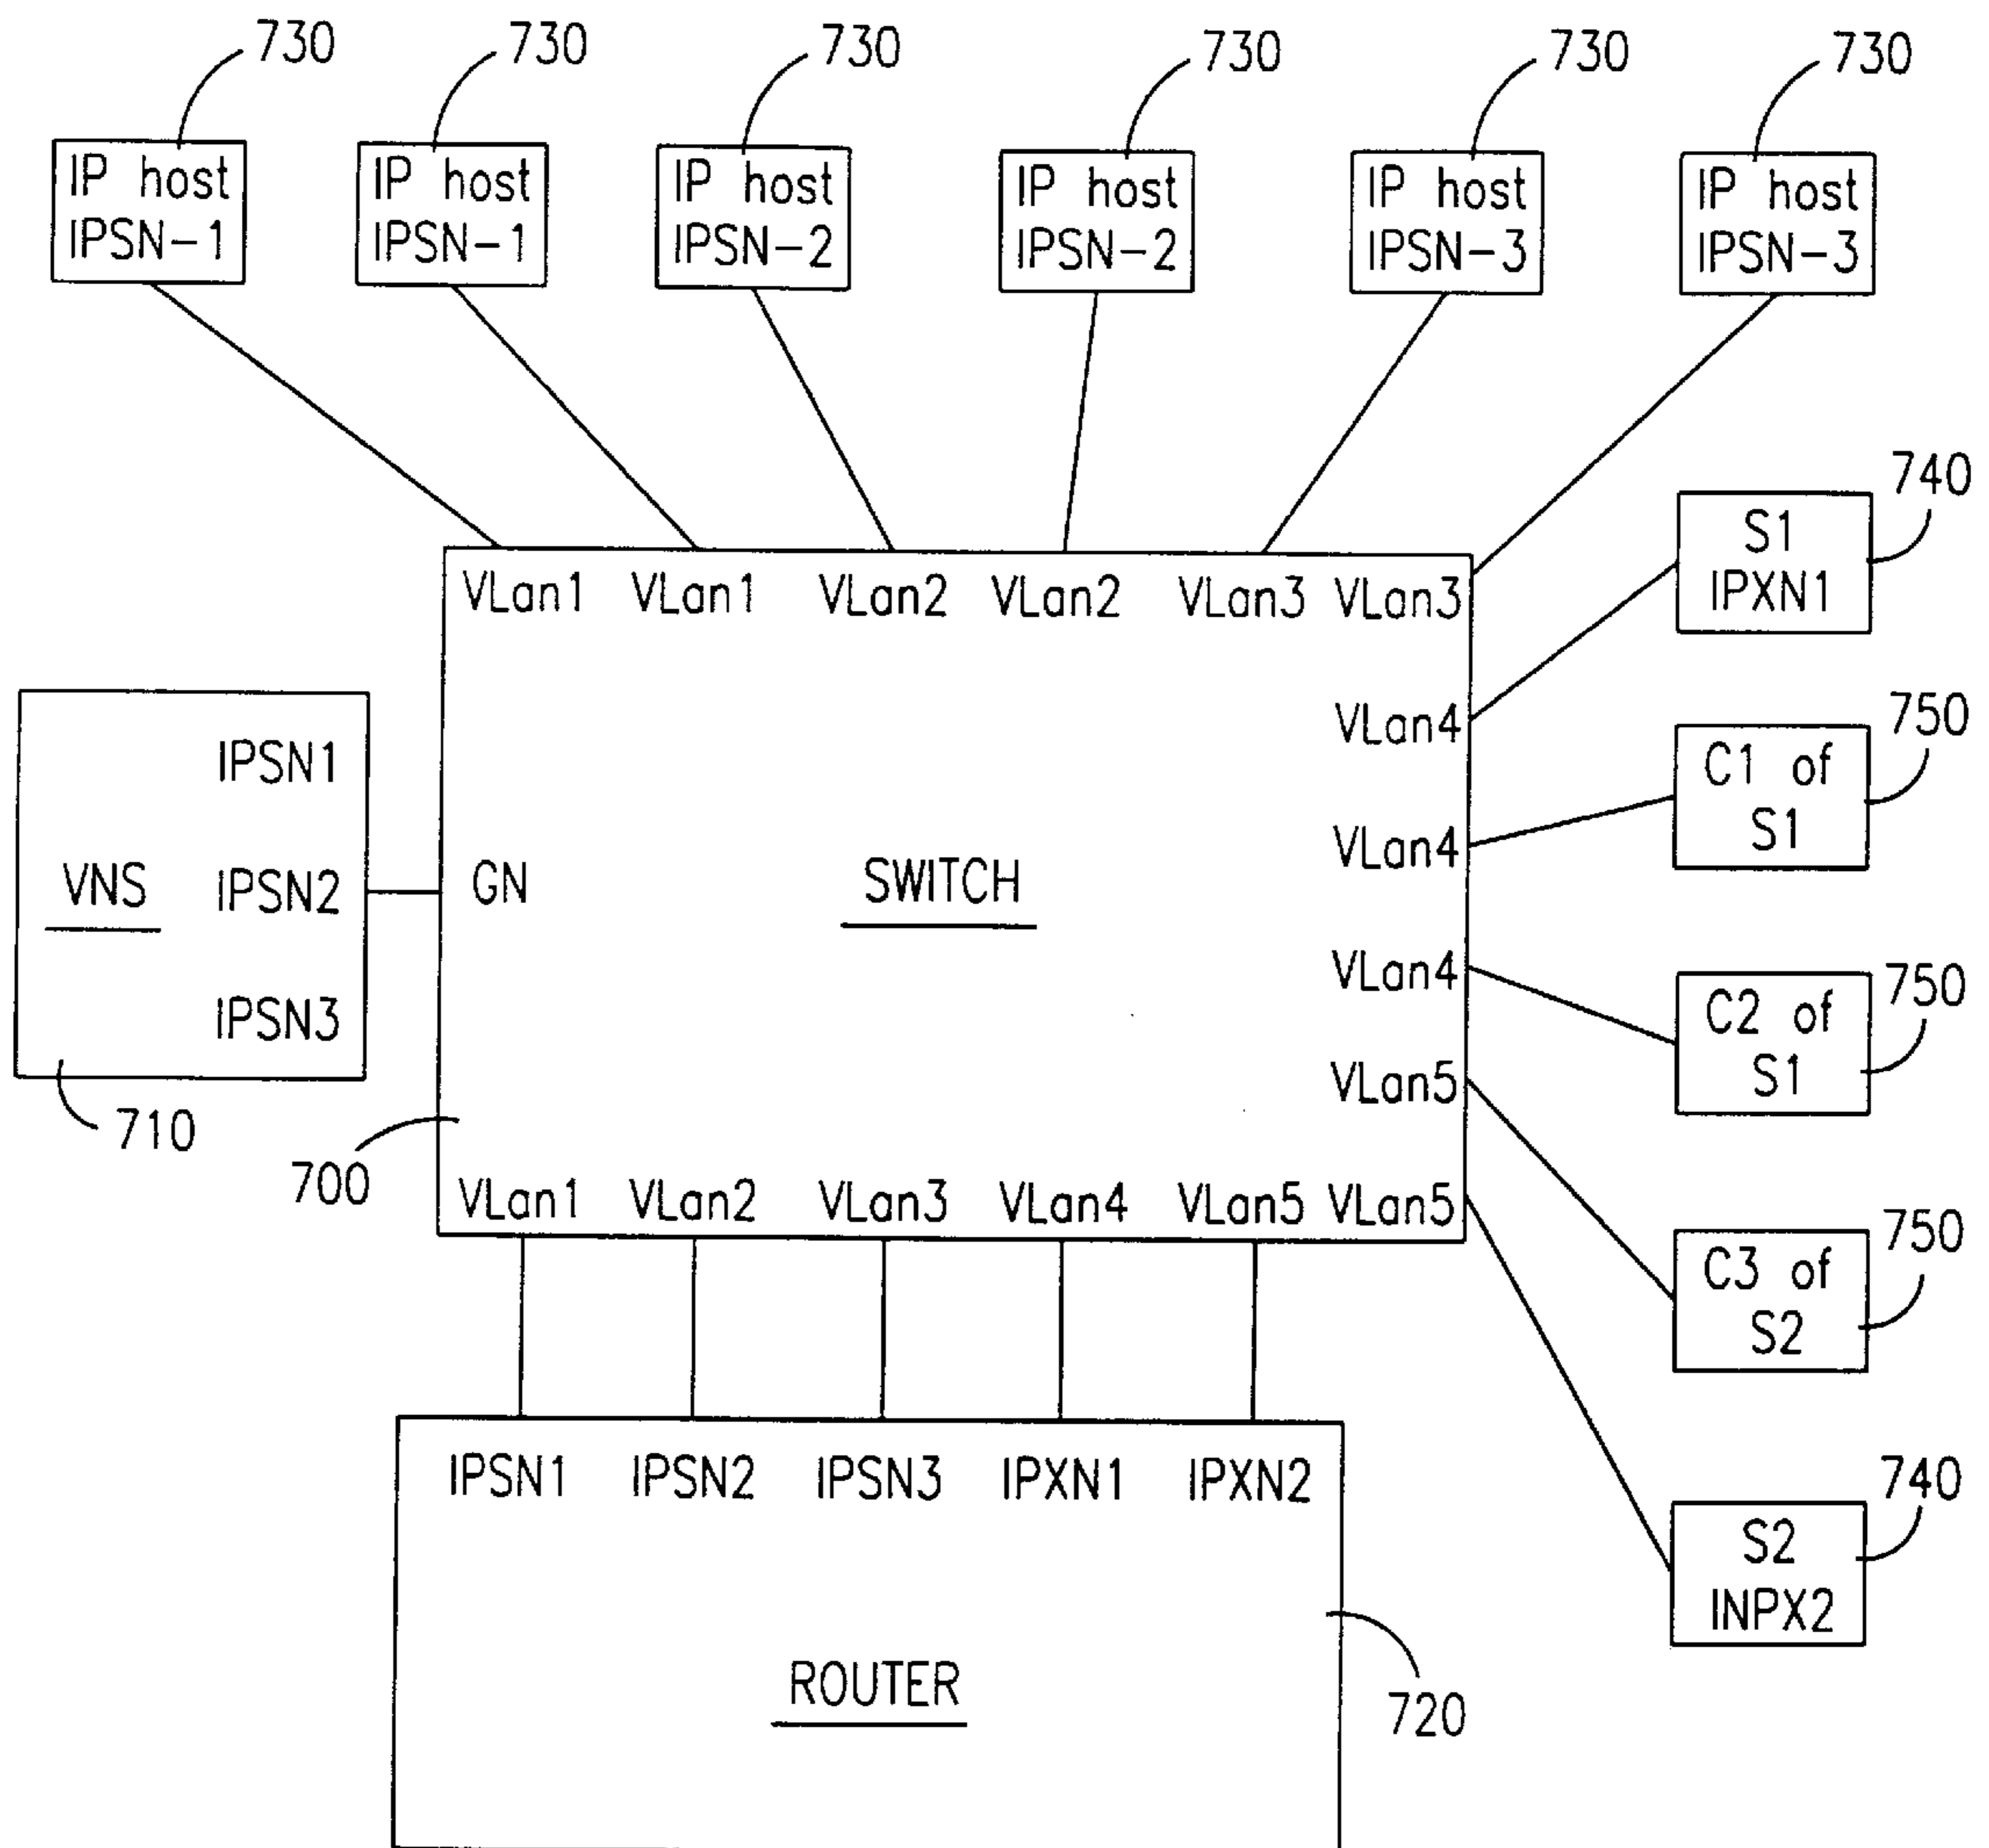 730 730 730 730 730 730
IP host IP host IP host IP host IP host IP host
IPSN-1 IPSN-1 IPSN-2 IPSN-2 IPSN-3 IPSN-3
740
S1
IPXN1
VLan1 VLan1 VLan2 VLan2 VLan3 VLan3
VLan4
750
C1 of
S1
VLan4
IPSN1
VNS IPSN2
IPSN3
710
GN
SWITCH
VLan4
750
C2 of
S1
VLan5
700
VLan1 VLan2 VLan3 VLan4 VLan5 VLan5
750
C3 of
S2
IPSN1 IPSN2 IPSN3 IPXN1 IPXN2
740
S2
INPX2
ROUTER
720